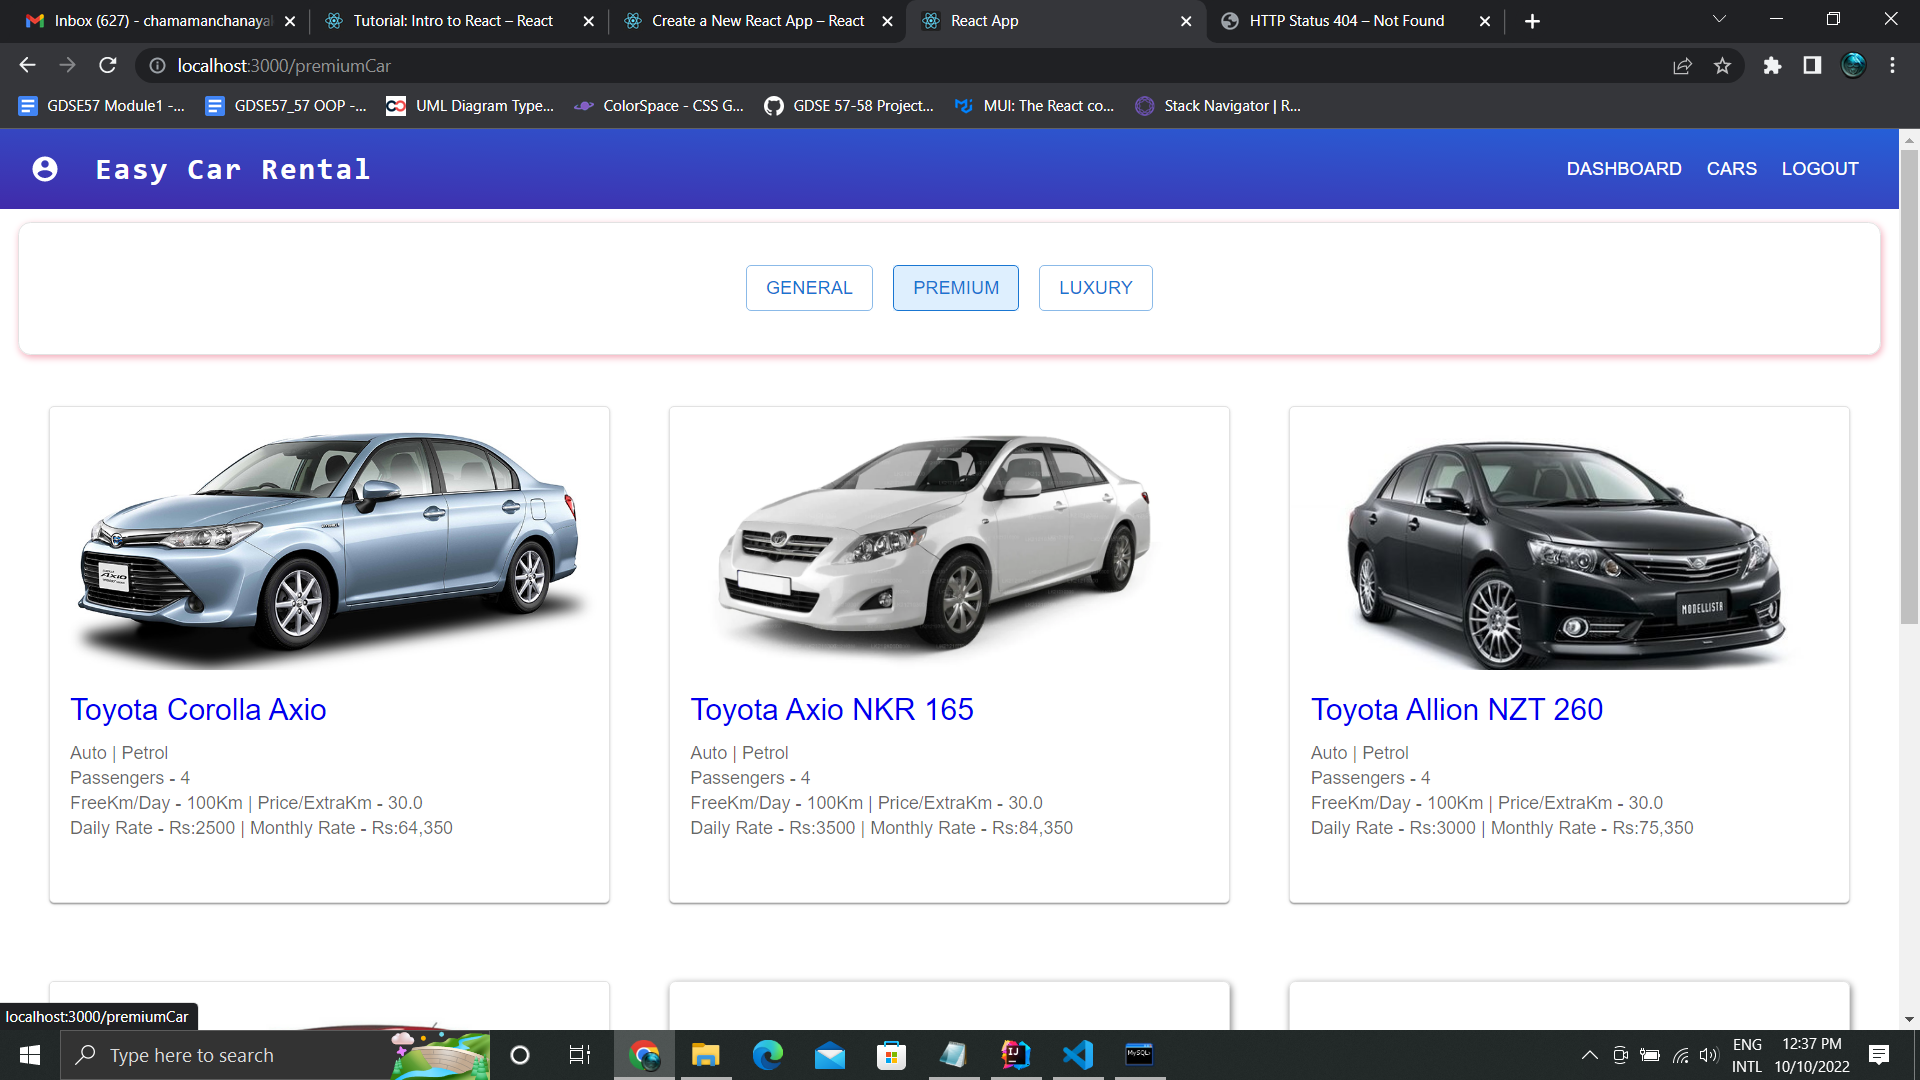 Inbox (627) - chamamanchanaya
Tutorial: Intro to React – React
Create a New React App – React
React App
HTTP Status 404 – Not Found
localhost:3000/premiumCar
GDSE57 Module1 -...
GDSE57_57 OOP -...
UML Diagram Type...
ColorSpace - CSS G...
GDSE 57-58 Project...
MUI: The React co...
Stack Navigator | R...
Easy Car Rental
DASHBOARD
CARS
LOGOUT
GENERAL
PREMIUM
LUXURY
AXIO
MODELLISTA
Toyota Corolla Axio
Auto | Petrol
Passengers - 4
FreeKm/Day - 100Km | Price/ExtraKm - 30.0
Daily Rate - Rs:2500 | Monthly Rate - Rs:64,350
Toyota Axio NKR 165
Auto | Petrol
Passengers - 4
FreeKm/Day - 100Km | Price/ExtraKm - 30.0
Daily Rate - Rs:3500 | Monthly Rate - Rs:84,350
Toyota Allion NZT 260
Auto | Petrol
Passengers - 4
FreeKm/Day - 100Km | Price/ExtraKm - 30.0
Daily Rate - Rs:3000 | Monthly Rate - Rs:75,350
localhost:3000/premiumCar
Type here to search
IJ
MySQL
ENG
INTL
12:37 PM
10/10/2022